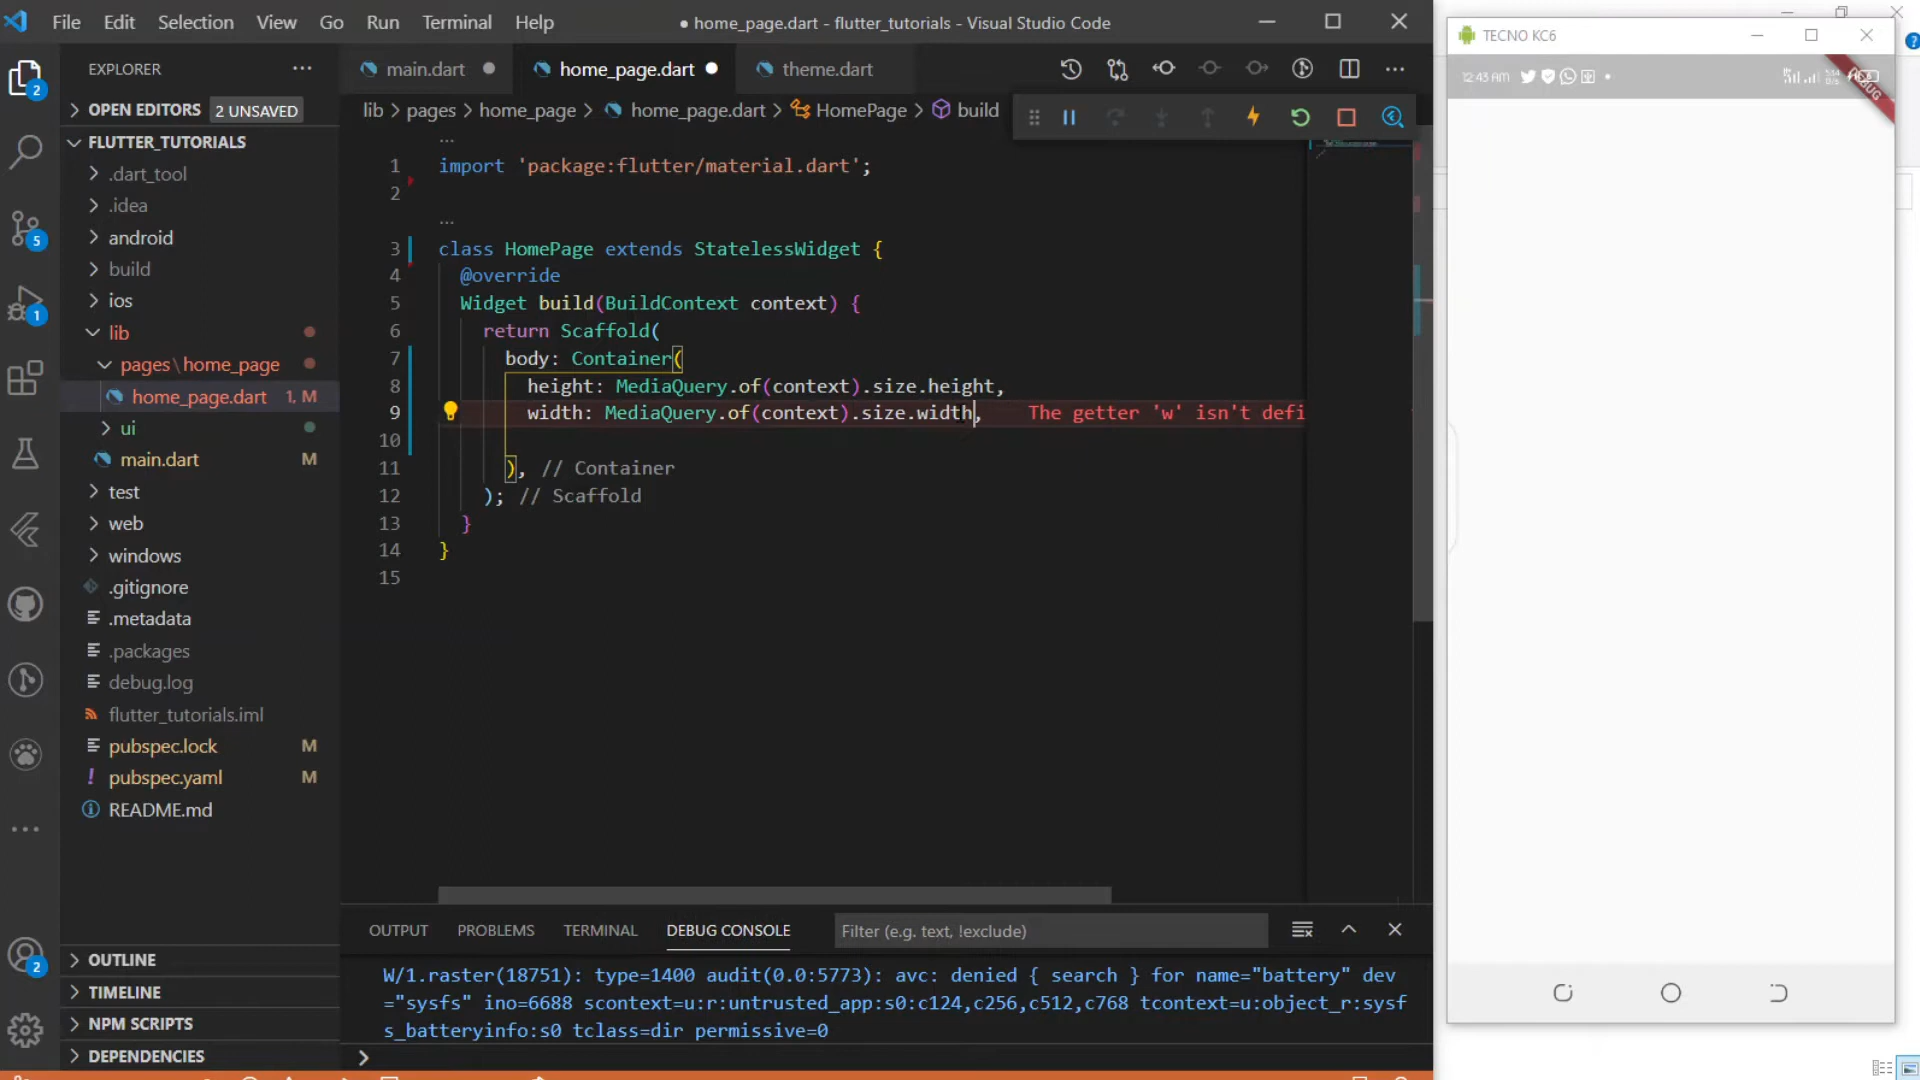 File Edit Selection View Go Run Terminal Help
● home_page.dart - flutter_tutorials - Visual Studio Code
EXPLORER
main.dart
home_page.dart
theme.dart
OPEN EDITORS 2 UNSAVED
lib > pages > home_page > home_page.dart > HomePage > build
FLUTTER_TUTORIALS
.dart_tool
.idea
android
build
ios
lib
pages\home_page
home_page.dart 1, M
ui
main.dart M
test
web
windows
.gitignore
.metadata
.packages
debug.log
flutter_tutorials.iml
pubspec.lock M
pubspec.yaml M
README.md
OUTLINE
TIMELINE
NPM SCRIPTS
DEPENDENCIES
2
5
1
2
1 import 'package:flutter/material.dart';
2
3 class HomePage extends StatelessWidget {
4 @override
5 Widget build(BuildContext context) {
6 return Scaffold(
7 body: Container(
8 height: MediaQuery.of(context).size.height,
9 width: MediaQuery.of(context).size.width, The getter 'w' isn't defi
10
11 ), // Container
12 ); // Scaffold
13 }
14 }
15
OUTPUT PROBLEMS TERMINAL DEBUG CONSOLE
Filter (e.g. text, !exclude)
W/1.raster(18751): type=1400 audit(0.0:5773): avc: denied { search } for name="battery" dev
="sysfs" ino=6688 scontext=u:r:untrusted_app:s0:c124,c256,c512,c768 tcontext=u:object_r:sysf
s_batteryinfo:s0 tclass=dir permissive=0
TECNO KC6
12:43 AM